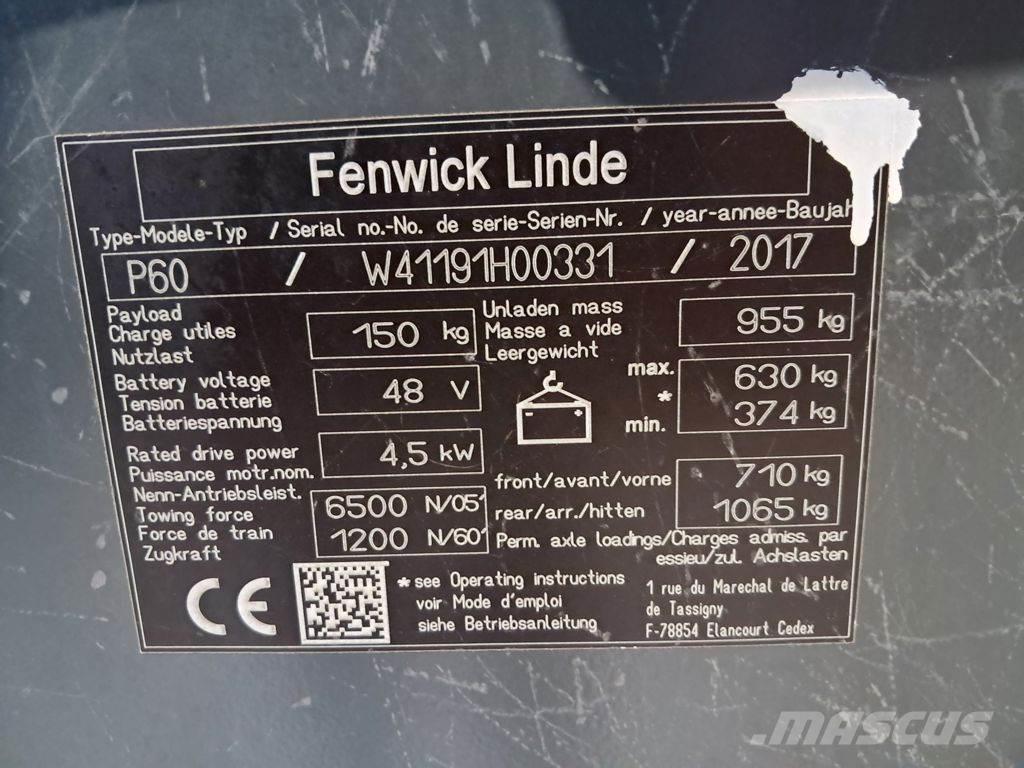 Fenwick Linde
Type-Modele-Typ / Serial no.-No. de serie-Serien-Nr. / year-annee-Baujah
P60 / W41191H00331 / 2017
Payload
Charge utiles
Nutzlast
150 kg
Unladen mass
Masse a vide
Leergewicht
955 kg
Battery voltage
Tension batterie
Batteriespannung
48 V
max. 630 kg
*
min. 374 kg
Rated drive power
Puissance motr.nom.
Nenn-Antriebsleist.
4,5 kW
front/avant/vorne 710 kg
rear/arr./hitten 1065 kg
Towing force
Force de train
Zugkraft
6500 N/05'
1200 N/60'
Perm. axle loadings/Charges admiss. par
essieu/zul. Achslasten
CE
*see Operating instructions
voir Mode d'emploi
siehe Betriebsanleitung
1 rue du Marechal de Lattre
de Tassigny
F-78854 Elancourt Cedex
MASCUS